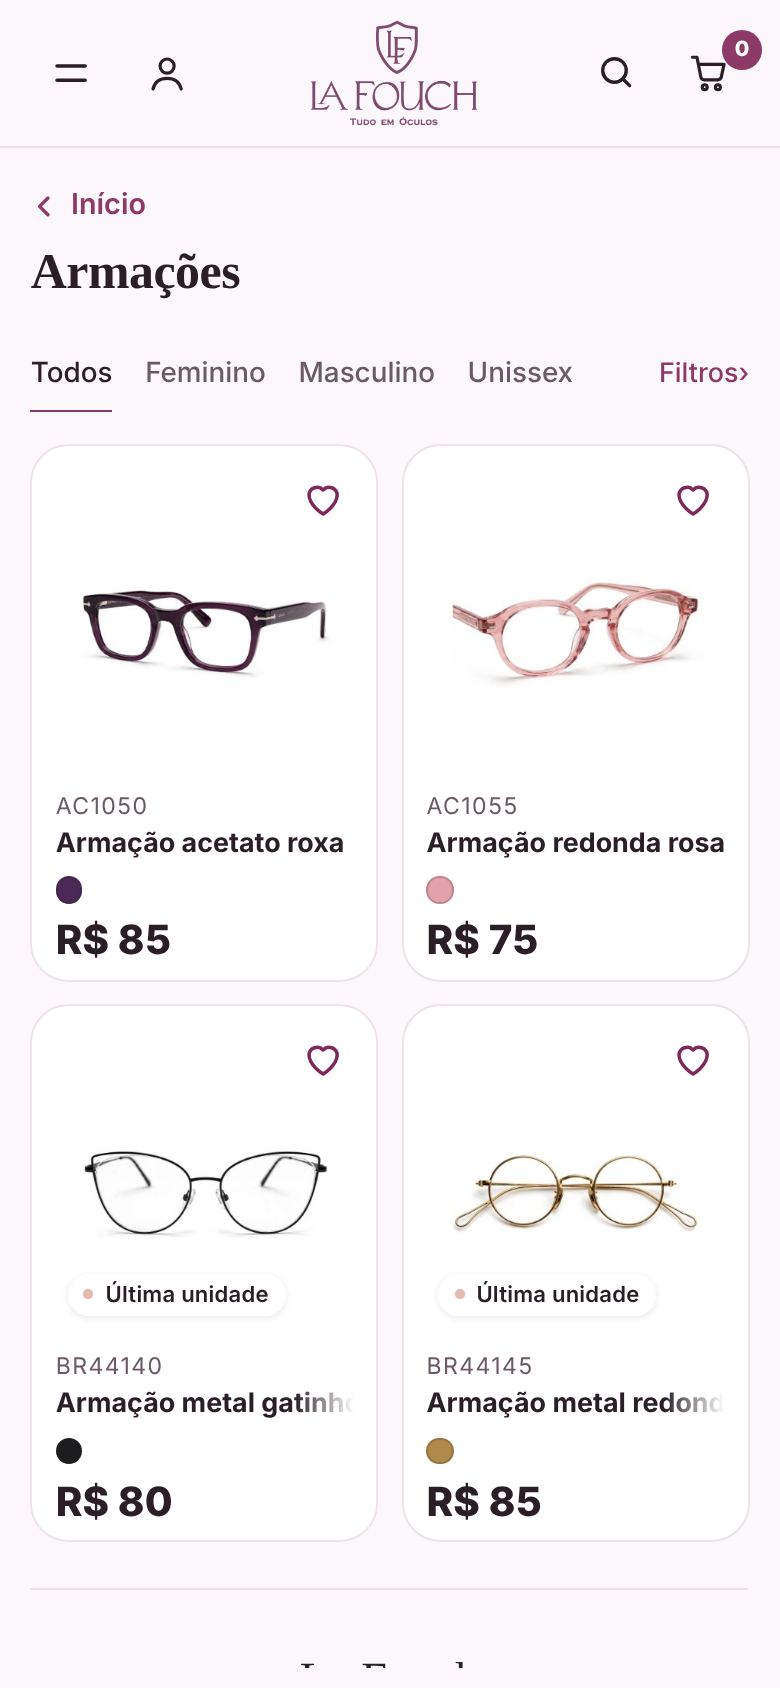 LF
LA FOUCH
TUDO EM ÓCULOS
0
Início
Armações
Todos Feminino Masculino Unissex Filtros›
AC1050
Armação acetato roxa
R$ 85
AC1055
Armação redonda rosa
R$ 75
Última unidade
BR44140
Armação metal gatinho
R$ 80
Última unidade
BR44145
Armação metal redond
R$ 85